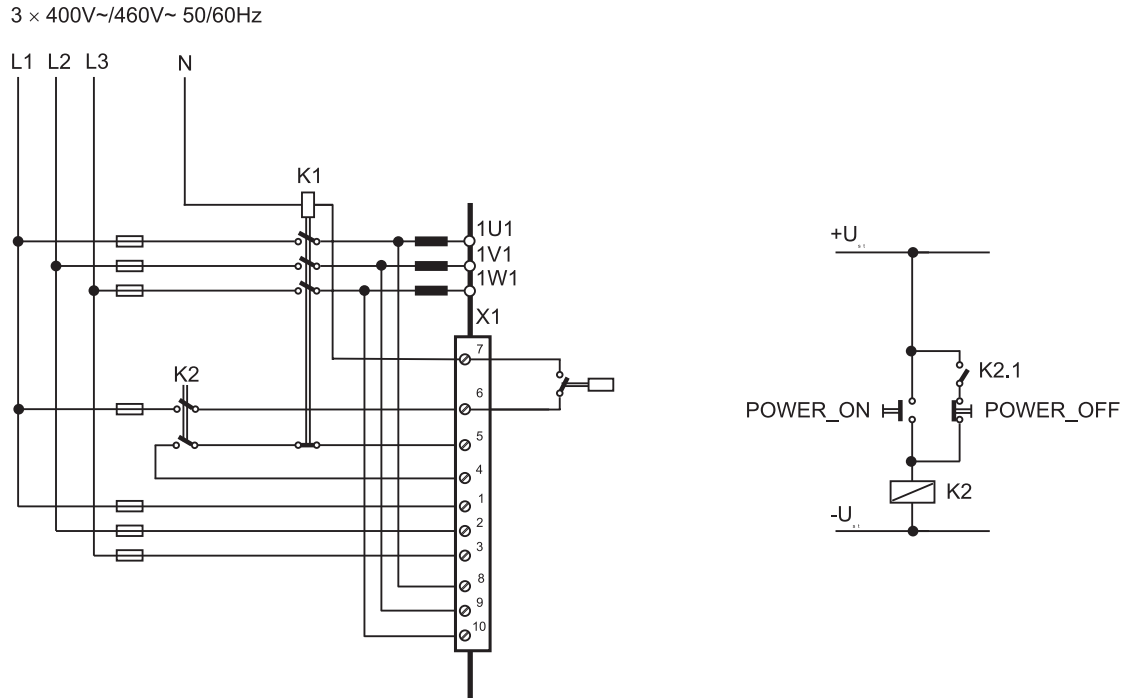 3 × 400V~/460V~ 50/60Hz
L1 L2 L3 N
K1
1U1
1V1
1W1
X1
7
K2
6
5
4
1
2
3
8
9
10
+U
K2.1
POWER_ON POWER_OFF
K2
-U